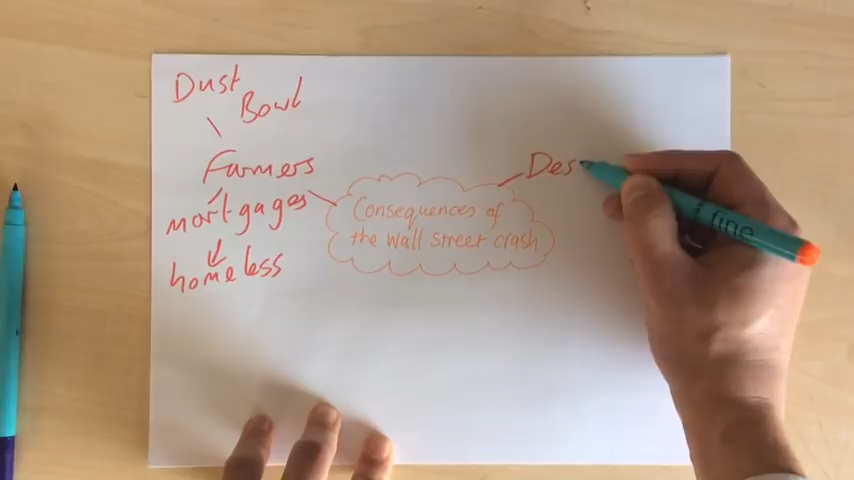 Dust
Bowl
Farmers
mortgages
homeless
Consequences of
the Wall Street crash
Des
fine